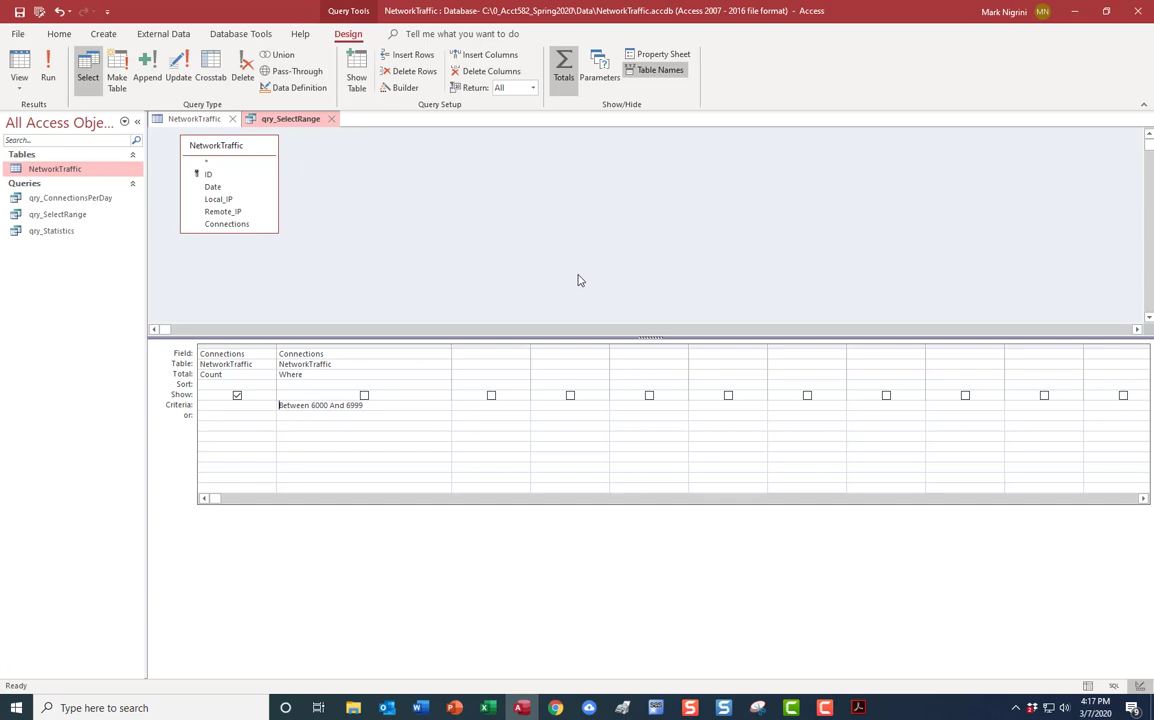 Query Tools
NetworkTraffic : Database- C:\0_Acct582_Spring2020\Data\NetworkTraffic.accdb (Access 2007 - 2016 file format) - Access
Mark Nigrini
MN
File
Home
Create
External Data
Database Tools
Help
Design
Tell me what you want to do
View
Run
Results
Select
Make Table
Append
Update
Crosstab
Delete
Union
Pass-Through
Data Definition
Query Type
Show Table
Insert Rows
Delete Rows
Builder
Insert Columns
Delete Columns
Return: All
Query Setup
Totals
Parameters
Property Sheet
Table Names
Show/Hide
All Access Obje...
Search...
Tables
NetworkTraffic
Queries
qry_ConnectionsPerDay
qry_SelectRange
qry_Statistics
NetworkTraffic
qry_SelectRange
NetworkTraffic
*
ID
Date
Local_IP
Remote_IP
Connections
Field: Connections Connections
Table: NetworkTraffic NetworkTraffic
Total: Count Where
Sort:
Show:
Criteria: Between 6000 And 6999
or:
Ready
SQL
Type here to search
4:17 PM
3/7/2020
9